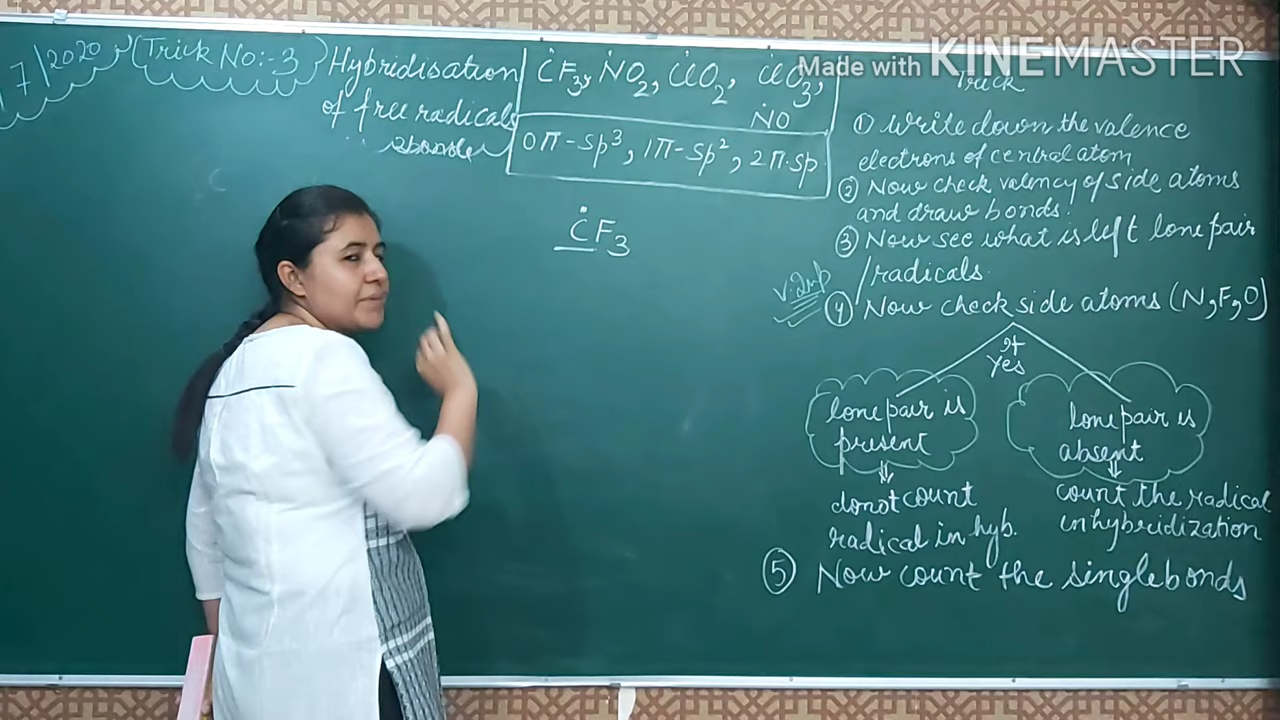 7/2020 (Trick No:-3)
Hybridisation
of free radicals
ĊF3, ṄO2, ĊlO2, ĊlO3,
ṄO
0π-sp³, 1π-sp², 2π-sp
ĊF3
Made with KINEMASTER
Trick
① Write down the valence
electrons of central atom
② Now check valency of side atoms
and draw bonds.
③ Now see what is left lone pair
/radicals.
V.Imp
④ Now check side atoms (N,F,O)
If
Yes
lone pair is
present
⇓
donot count
radical in hyb.
lone pair is
absent
⇓
count the radical
in hybridization
⑤ Now count the single bonds